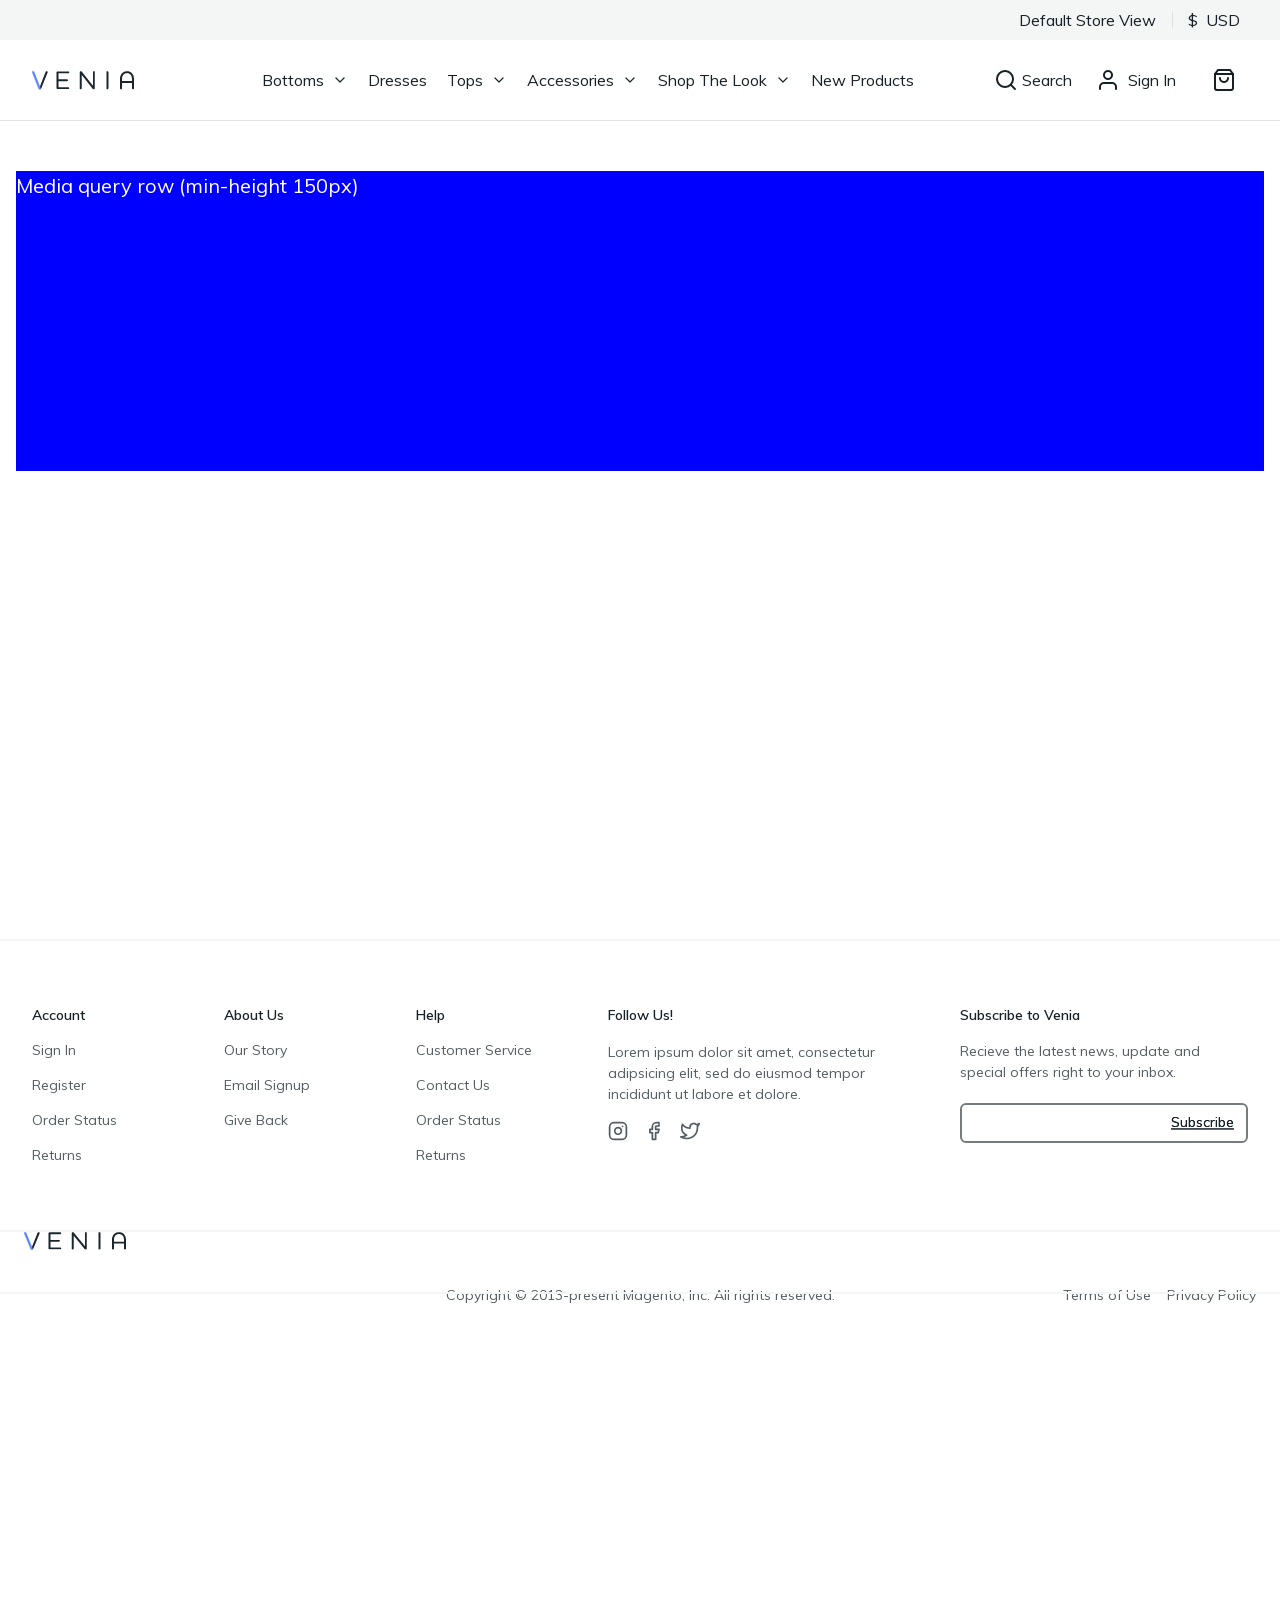 Default Store View $ USD
VENIA Bottoms Dresses Tops Accessories Shop The Look New Products Search Sign In
Media query row (min-height 150px)
Account
Sign In
Register
Order Status
Returns
About Us
Our Story
Email Signup
Give Back
Help
Customer Service
Contact Us
Order Status
Returns
Follow Us!
Lorem ipsum dolor sit amet, consectetur
adipsicing elit, sed do eiusmod tempor
incididunt ut labore et dolore.
Subscribe to Venia
Recieve the latest news, update and
special offers right to your inbox.
Subscribe
VENIA
Copyright © 2013-present Magento, Inc. All rights reserved. Terms of Use Privacy Policy